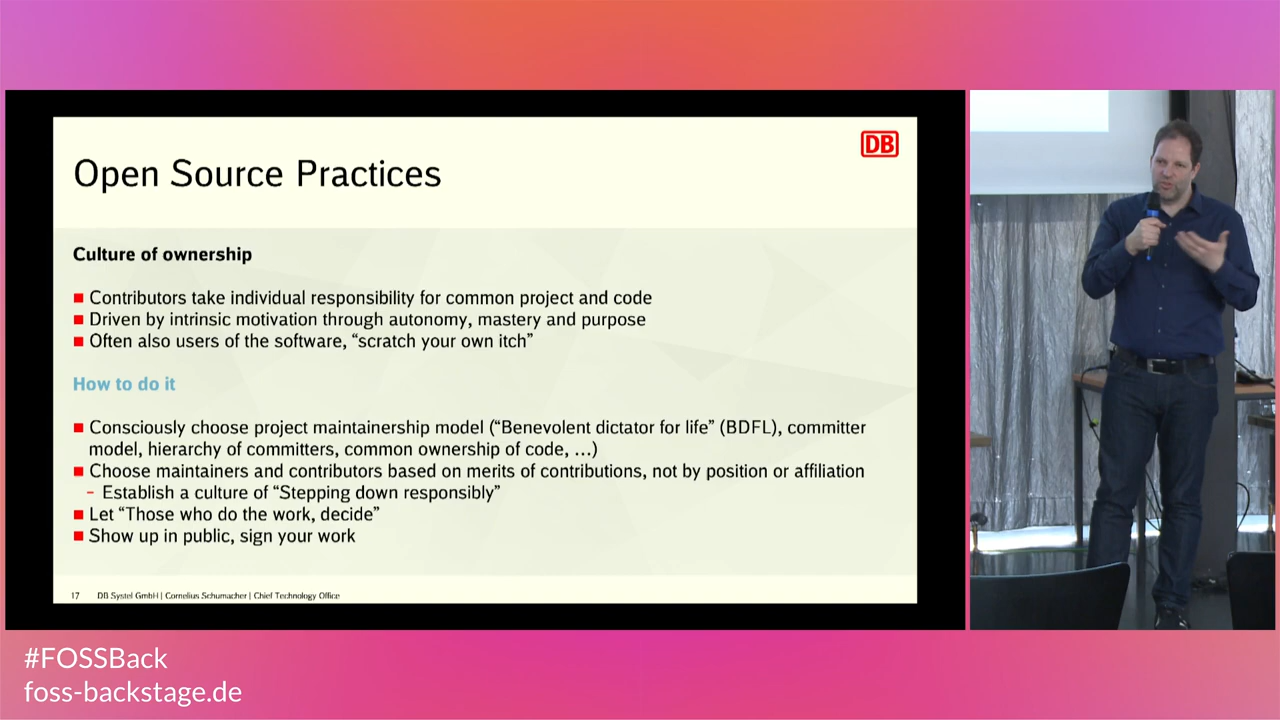 DB
Open Source Practices
Culture of ownership
■ Contributors take individual responsibility for common project and code
■ Driven by intrinsic motivation through autonomy, mastery and purpose
■ Often also users of the software, “scratch your own itch”
How to do it
■ Consciously choose project maintainership model (“Benevolent dictator for life” (BDFL), committer
model, hierarchy of committers, common ownership of code, …)
■ Choose maintainers and contributors based on merits of contributions, not by position or affiliation
– Establish a culture of “Stepping down responsibly”
■ Let “Those who do the work, decide”
■ Show up in public, sign your work
17 DB Systel GmbH | Cornelius Schumacher | Chief Technology Office
#FOSSBack
foss-backstage.de